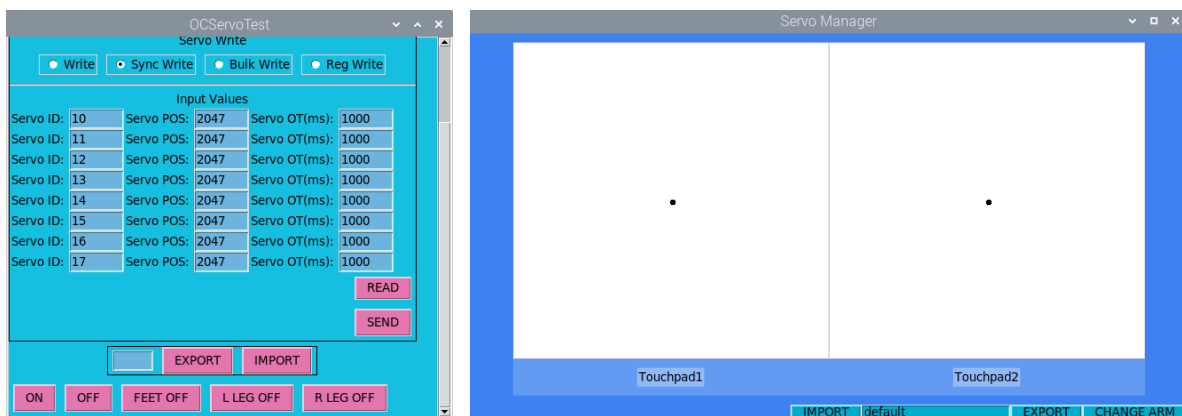 OCServoTest
Servo Write
Write Sync Write Bulk Write Reg Write
Input Values
Servo ID: 10 Servo POS: 2047 Servo OT(ms): 1000
Servo ID: 11 Servo POS: 2047 Servo OT(ms): 1000
Servo ID: 12 Servo POS: 2047 Servo OT(ms): 1000
Servo ID: 13 Servo POS: 2047 Servo OT(ms): 1000
Servo ID: 14 Servo POS: 2047 Servo OT(ms): 1000
Servo ID: 15 Servo POS: 2047 Servo OT(ms): 1000
Servo ID: 16 Servo POS: 2047 Servo OT(ms): 1000
Servo ID: 17 Servo POS: 2047 Servo OT(ms): 1000
READ
SEND
EXPORT IMPORT
ON OFF FEET OFF L LEG OFF R LEG OFF
Servo Manager
Touchpad1 Touchpad2
IMPORT default EXPORT CHANGE ARM